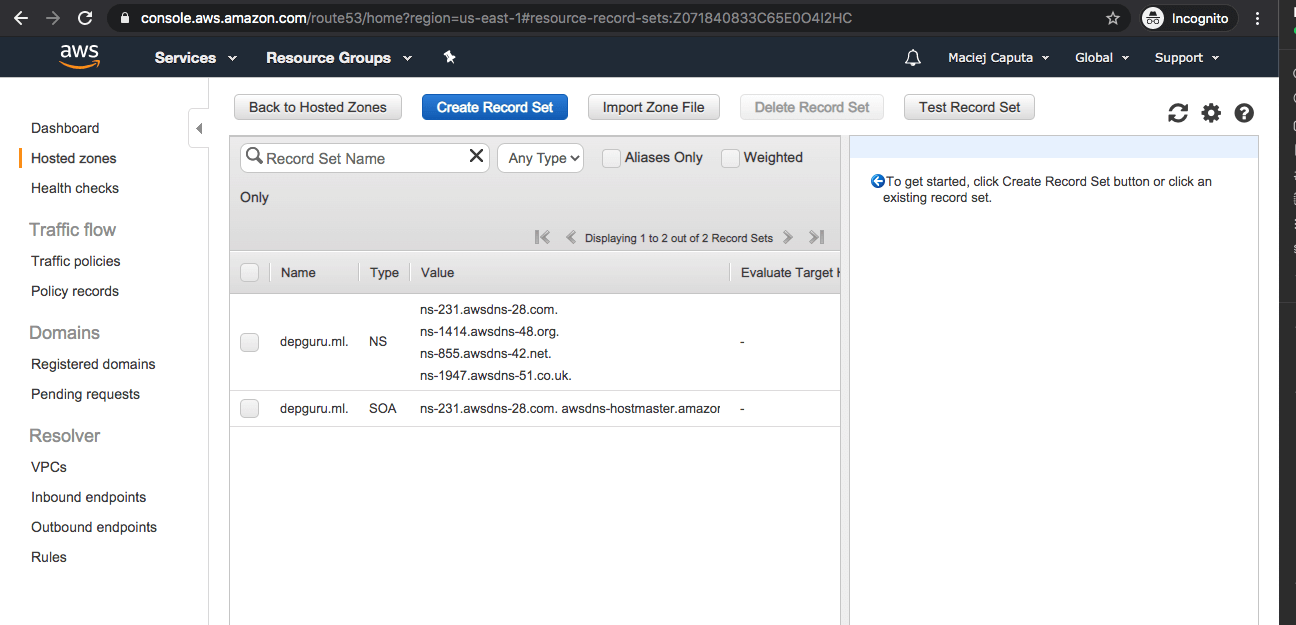 console.aws.amazon.com/route53/home?region=us-east-1#resource-record-sets:Z071840833C65E0O4I2HC
Incognito
aws
Services
Resource Groups
Maciej Caputa
Global
Support
Dashboard
Hosted zones
Health checks
Traffic flow
Traffic policies
Policy records
Domains
Registered domains
Pending requests
Resolver
VPCs
Inbound endpoints
Outbound endpoints
Rules
Back to Hosted Zones
Create Record Set
Import Zone File
Delete Record Set
Test Record Set
Record Set Name
Any Type
Aliases Only
Weighted
Only
Displaying 1 to 2 out of 2 Record Sets
Name Type Value Evaluate Target
depguru.ml. NS
ns-231.awsdns-28.com.
ns-1414.awsdns-48.org.
ns-855.awsdns-42.net.
ns-1947.awsdns-51.co.uk.
-
depguru.ml. SOA ns-231.awsdns-28.com. awsdns-hostmaster.amazon -
To get started, click Create Record Set button or click an
existing record set.